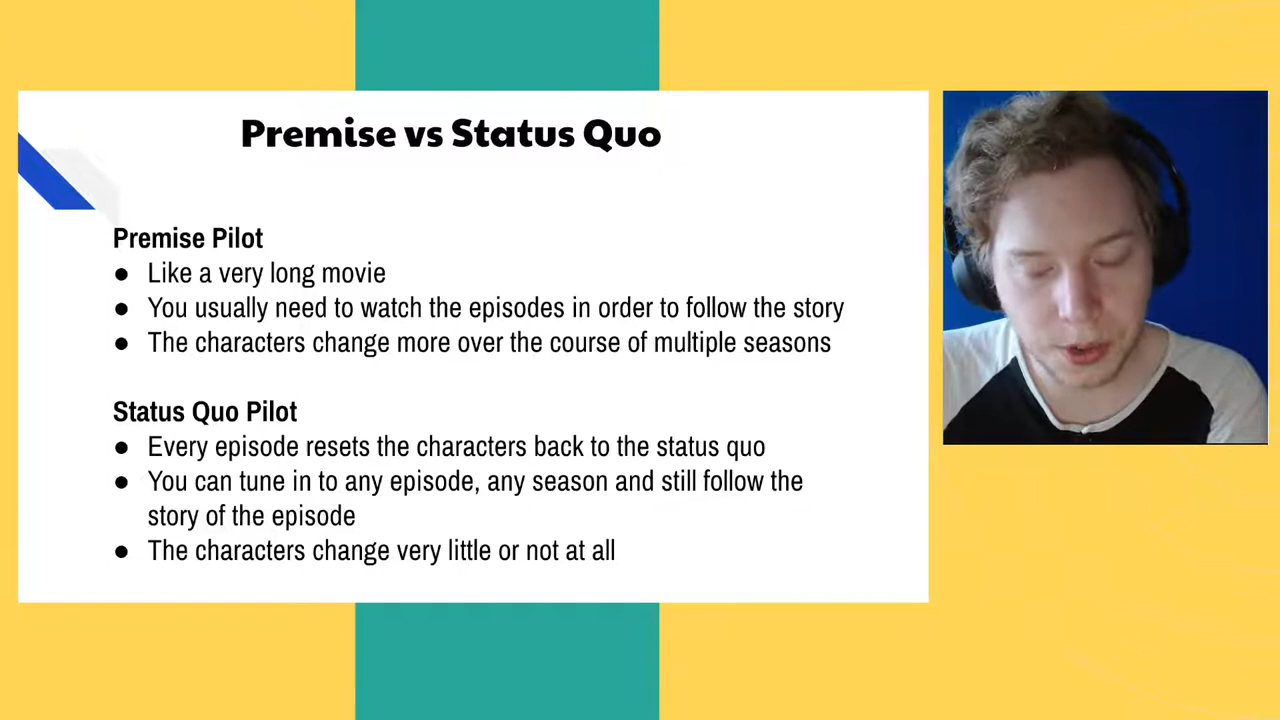 Premise vs Status Quo
Premise Pilot
● Like a very long movie
● You usually need to watch the episodes in order to follow the story
● The characters change more over the course of multiple seasons
Status Quo Pilot
● Every episode resets the characters back to the status quo
● You can tune in to any episode, any season and still follow the
story of the episode
● The characters change very little or not at all